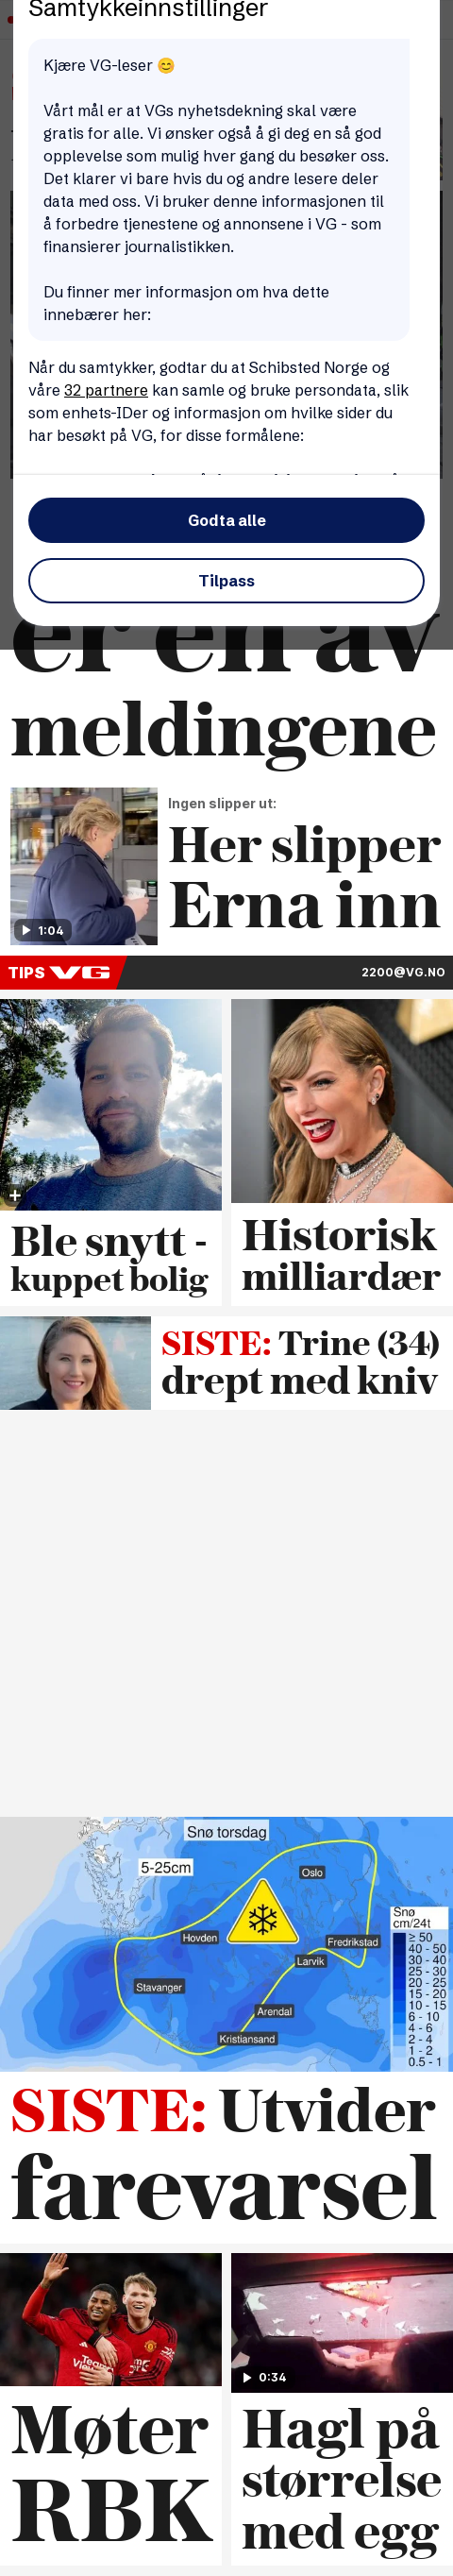 Samtykkeinnstillinger
Kjære VG-leser 😊
Vårt mål er at VGs nyhetsdekning skal være
gratis for alle. Vi ønsker også å gi deg en så god
opplevelse som mulig hver gang du besøker oss.
Det klarer vi bare hvis du og andre lesere deler
data med oss. Vi bruker denne informasjonen til
å forbedre tjenestene og annonsene i VG - som
finansierer journalistikken.
Du finner mer informasjon om hva dette
innebærer her:
Når du samtykker, godtar du at Schibsted Norge og
våre 32 partnere kan samle og bruke persondata, slik
som enhets-IDer og informasjon om hvilke sider du
har besøkt på VG, for disse formålene:
Godta alle
Tilpass
er en av
meldingene
Ingen slipper ut:
Her slipper
Erna inn
1:04
TIPS VG
2200@VG.NO
Ble snytt -
kuppet bolig
Historisk
milliardær
SISTE: Trine (34)
drept med kniv
Snø torsdag
5-25cm
Oslo
Hovden
Fredrikstad
Larvik
Stavanger
Arendal
Kristiansand
Snø
cm/24t
≥ 50
40 - 50
30 - 40
25 - 30
20 - 25
15 - 20
10 - 15
6 - 10
4 - 6
2 - 4
1 - 2
0.5 - 1
SISTE: Utvider
farevarsel
Møter
RBK
0:34
Hagl på
størrelse
med egg